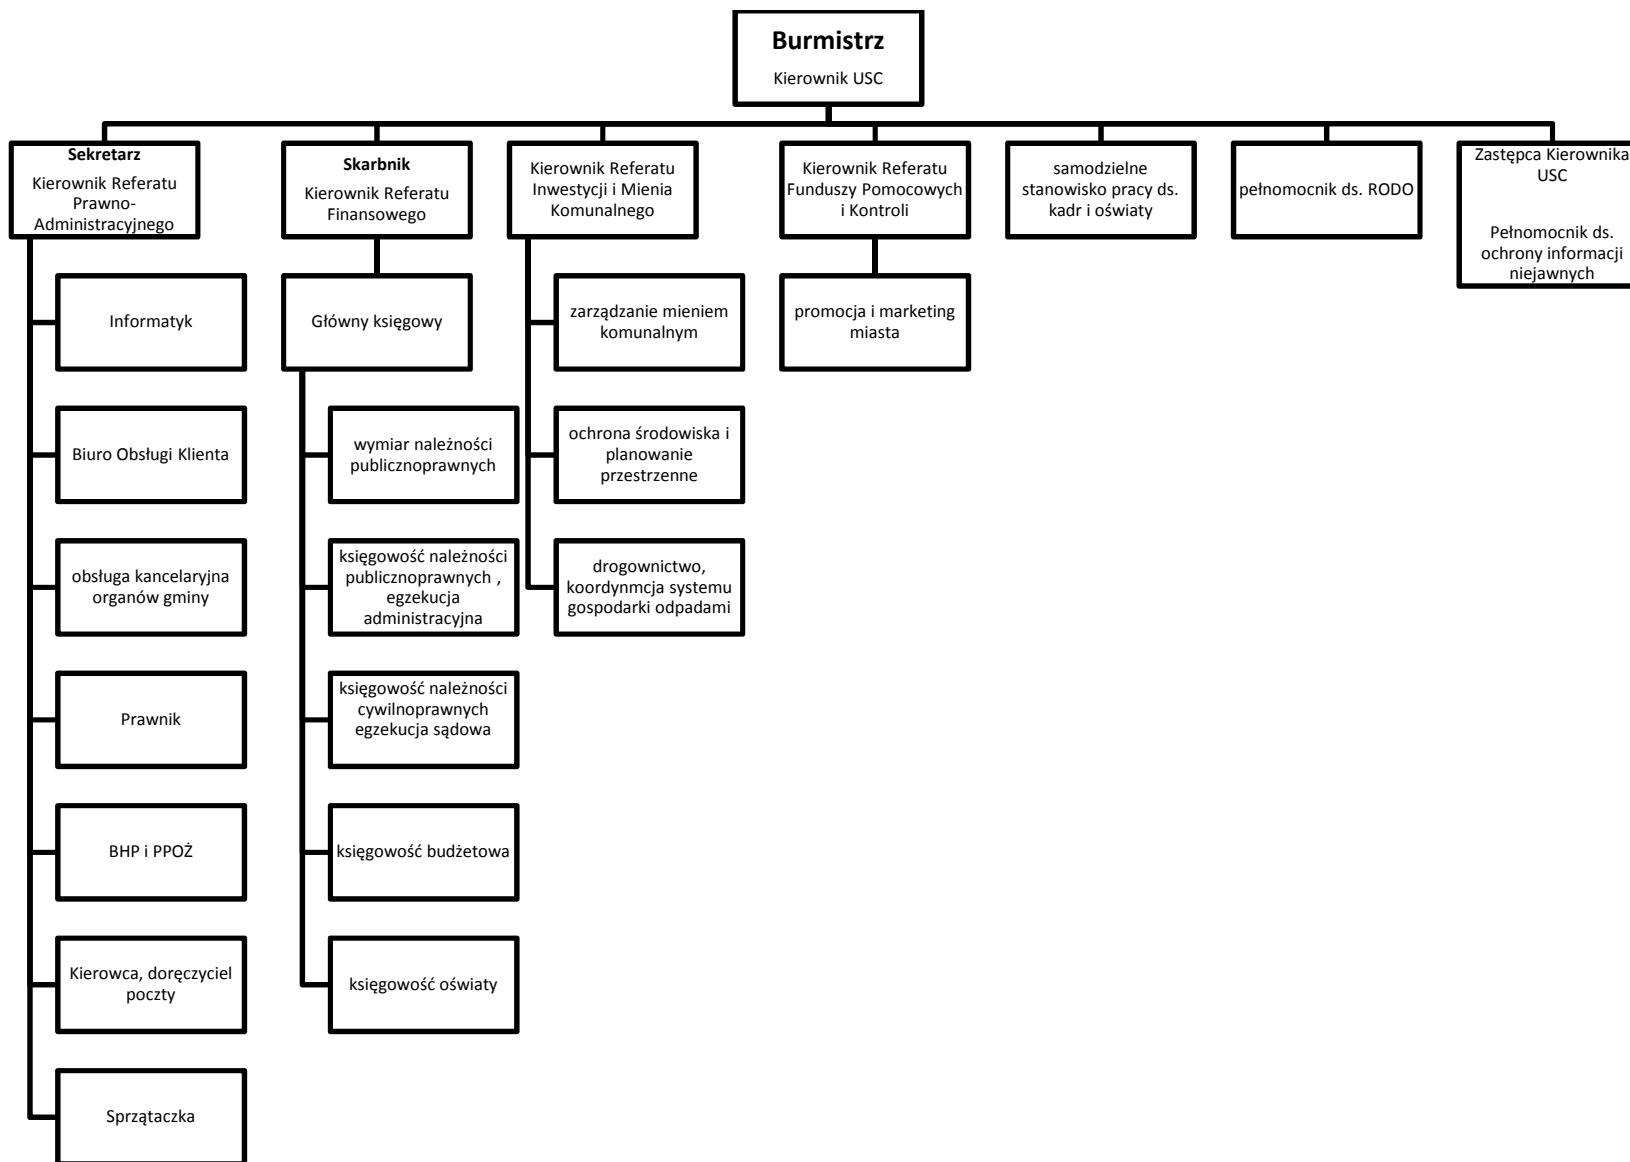 Burmistrz
Kierownik USC
Sekretarz
Kierownik Referatu
Prawno-
Administracyjnego
Skarbnik
Kierownik Referatu
Finansowego
Kierownik Referatu
Inwestycji i Mienia
Komunalnego
Kierownik Referatu
Funduszy Pomocowych
i Kontroli
samodzielne
stanowisko pracy ds.
kadr i oświaty
pełnomocnik ds. RODO
Zastępca Kierownika
USC
Pełnomocnik ds.
ochrony informacji
niejawnych
Informatyk
Biuro Obsługi Klienta
obsługa kancelaryjna
organów gminy
Prawnik
BHP i PPOŻ
Kierowca, doręczyciel
poczty
Sprzątaczka
Główny księgowy
wymiar należności
publicznoprawnych
księgowość należności
publicznoprawnych ,
egzekucja
administracyjna
księgowość należności
cywilnoprawnych
egzekucja sądowa
księgowość budżetowa
księgowość oświaty
zarządzanie mieniem
komunalnym
ochrona środowiska i
planowanie
przestrzenne
drogownictwo,
koordynmcja systemu
gospodarki odpadami
promocja i marketing
miasta